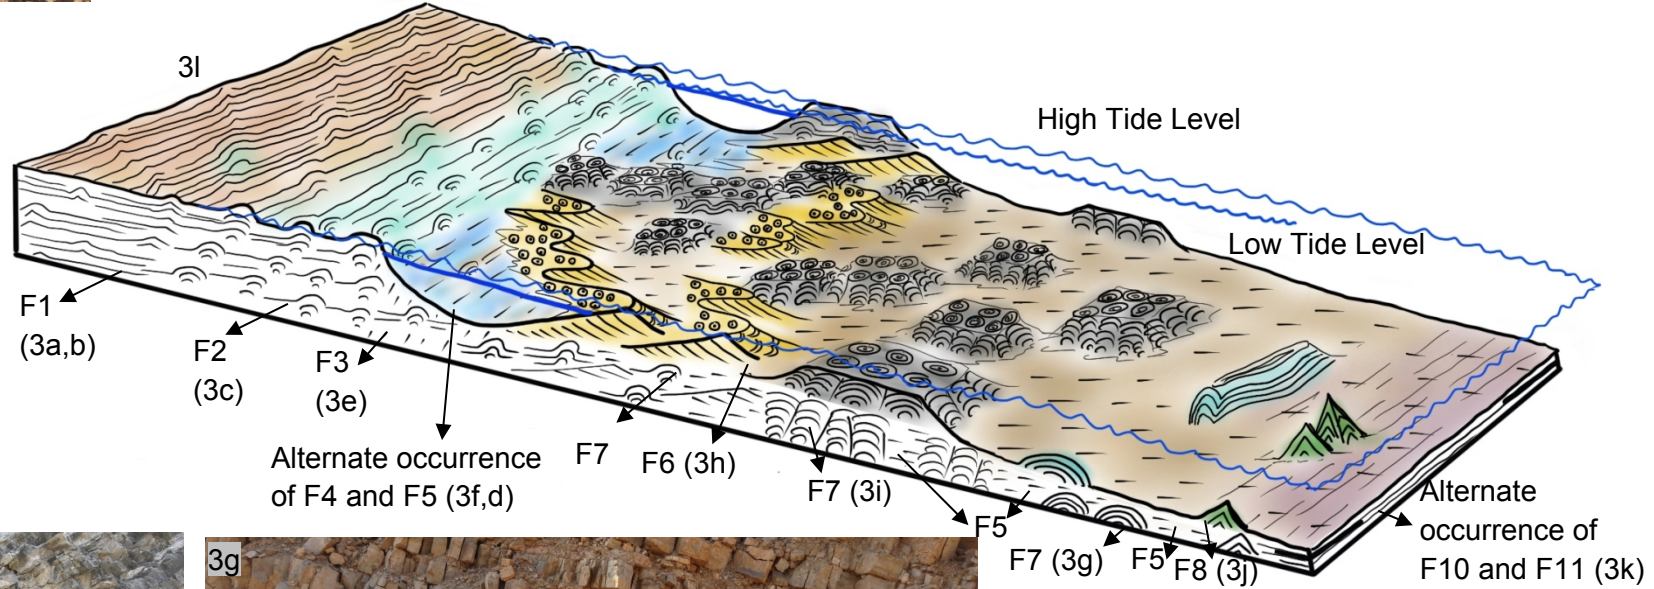 3l
High Tide Level
Low Tide Level
F1
(3a,b)
F2
(3c)
F3
(3e)
Alternate occurrence
of F4 and F5 (3f,d)
F7
F6 (3h)
F7 (3i)
F5
F7 (3g)
F5
F8 (3j)
Alternate
occurrence of
F10 and F11 (3k)
3g